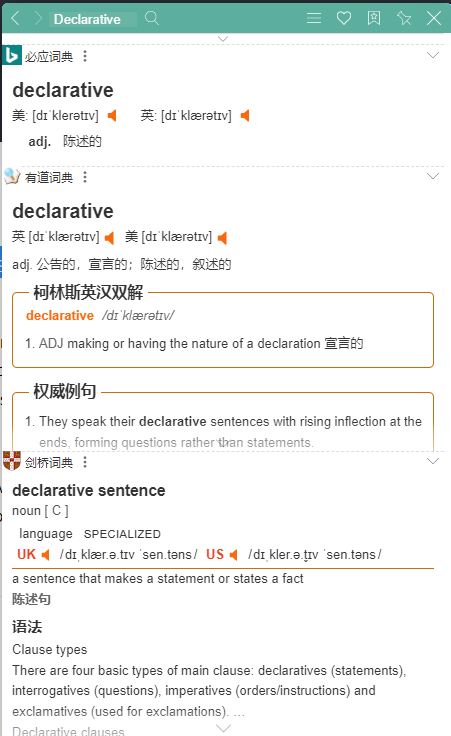 Declarative
必应词典
declarative
美: [dɪˈklerətɪv] 英: [dɪˈklærətɪv]
adj. 陈述的
有道词典
declarative
英 [dɪˈklærətɪv] 美 [dɪˈklærətɪv]
adj. 公告的，宣言的；陈述的，叙述的
柯林斯英汉双解
declarative /dɪˈklærətɪv/
1. ADJ making or having the nature of a declaration 宣言的
权威例句
1. They speak their declarative sentences with rising inflection at the
ends, forming questions rather than statements.
剑桥词典
declarative sentence
noun [ C ]
language SPECIALIZED
UK /dɪˌklær.ə.tɪv ˈsen.təns/ US /dɪˌkler.ə.t̬ɪv ˈsen.təns/
a sentence that makes a statement or states a fact
陈述句
语法
Clause types
There are four basic types of main clause: declaratives (statements),
interrogatives (questions), imperatives (orders/instructions) and
exclamatives (used for exclamations). …
Declarative clauses